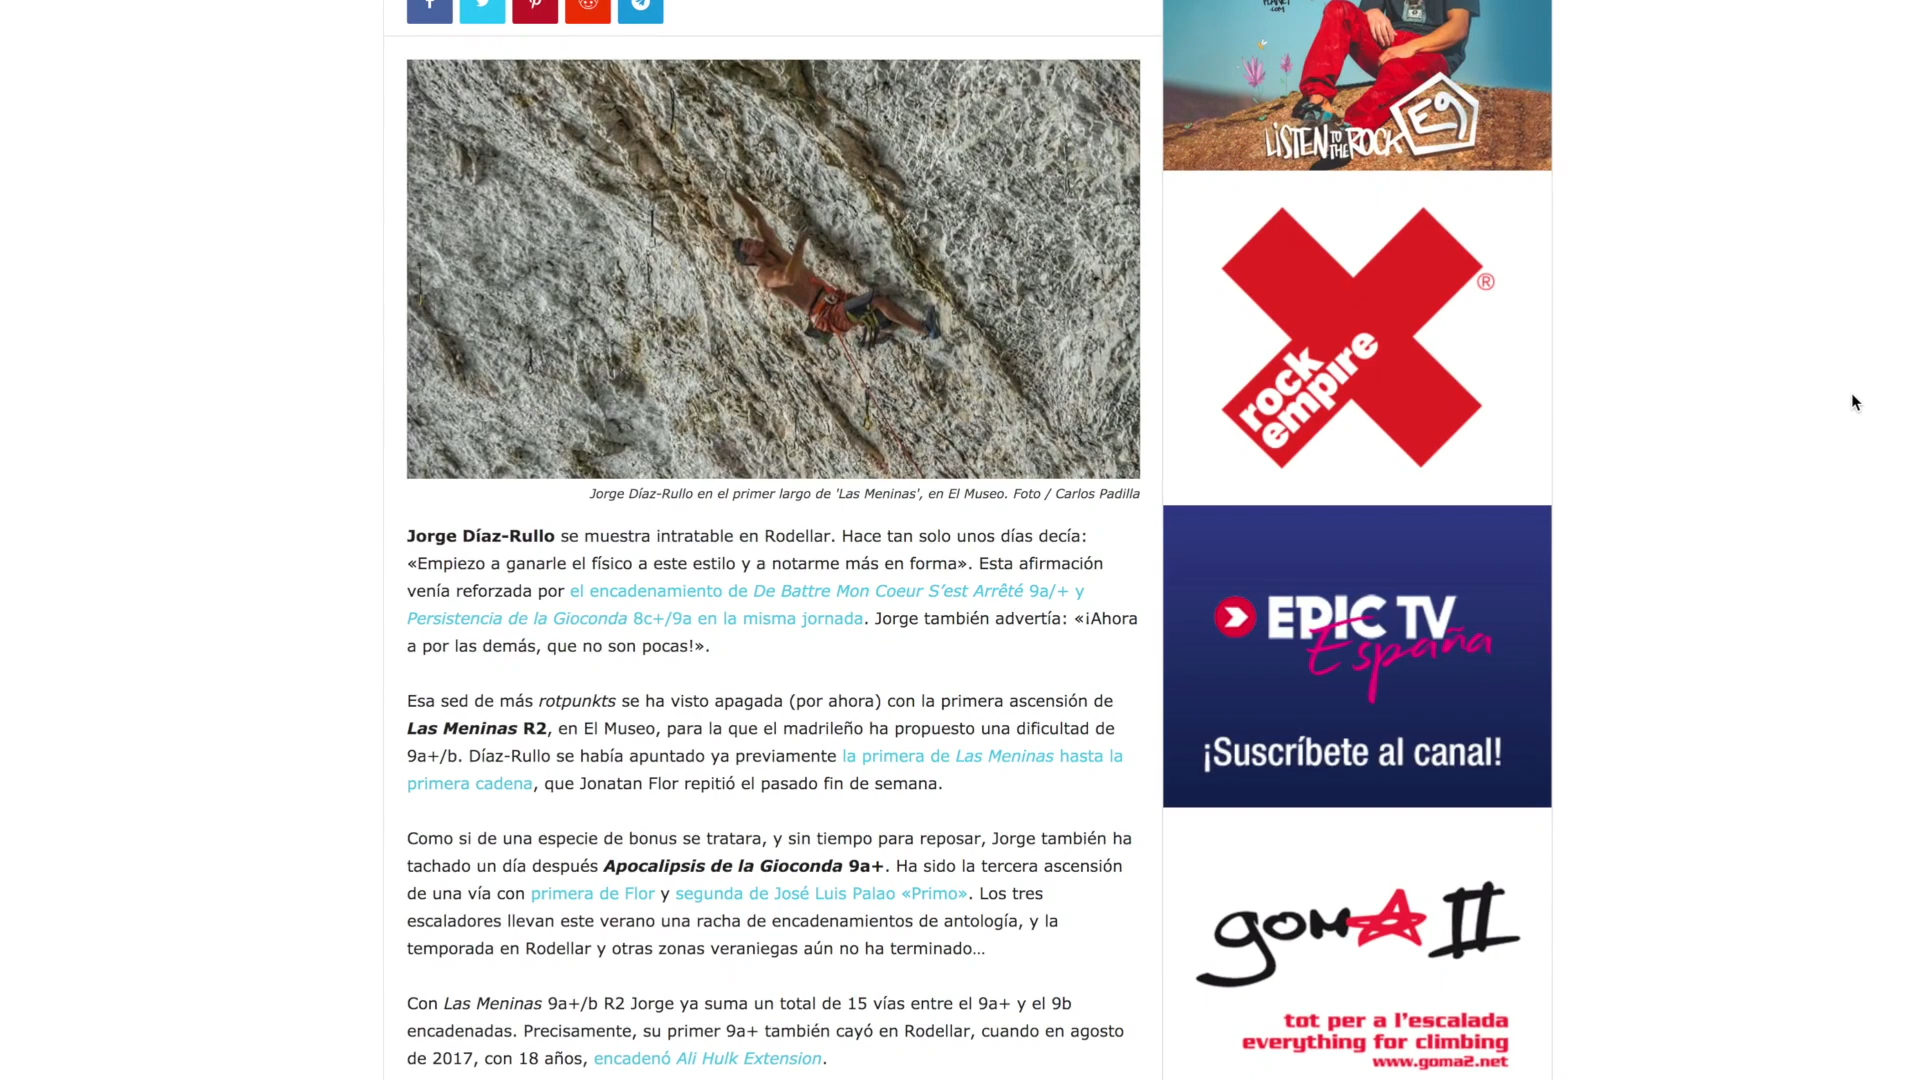 PLANET
.COM
LISTEN TO THE ROCK E9
rock empire ®
Jorge Díaz-Rullo en el primer largo de 'Las Meninas', en El Museo. Foto / Carlos Padilla
Jorge Díaz-Rullo se muestra intratable en Rodellar. Hace tan solo unos días decía:
«Empiezo a ganarle el físico a este estilo y a notarme más en forma». Esta afirmación
venía reforzada por el encadenamiento de De Battre Mon Coeur S’est Arrêté 9a/+ y
Persistencia de la Gioconda 8c+/9a en la misma jornada. Jorge también advertía: «¡Ahora
a por las demás, que no son pocas!».
Esa sed de más rotpunkts se ha visto apagada (por ahora) con la primera ascensión de
Las Meninas R2, en El Museo, para la que el madrileño ha propuesto una dificultad de
9a+/b. Díaz-Rullo se había apuntado ya previamente la primera de Las Meninas hasta la
primera cadena, que Jonatan Flor repitió el pasado fin de semana.
Como si de una especie de bonus se tratara, y sin tiempo para reposar, Jorge también ha
tachado un día después Apocalipsis de la Gioconda 9a+. Ha sido la tercera ascensión
de una vía con primera de Flor y segunda de José Luis Palao «Primo». Los tres
escaladores llevan este verano una racha de encadenamientos de antología, y la
temporada en Rodellar y otras zonas veraniegas aún no ha terminado…
Con Las Meninas 9a+/b R2 Jorge ya suma un total de 15 vías entre el 9a+ y el 9b
encadenadas. Precisamente, su primer 9a+ también cayó en Rodellar, cuando en agosto
de 2017, con 18 años, encadenó Ali Hulk Extension.
EPIC TV
España
¡Suscríbete al canal!
goma II
tot per a l'escalada
everything for climbing
www.goma2.net